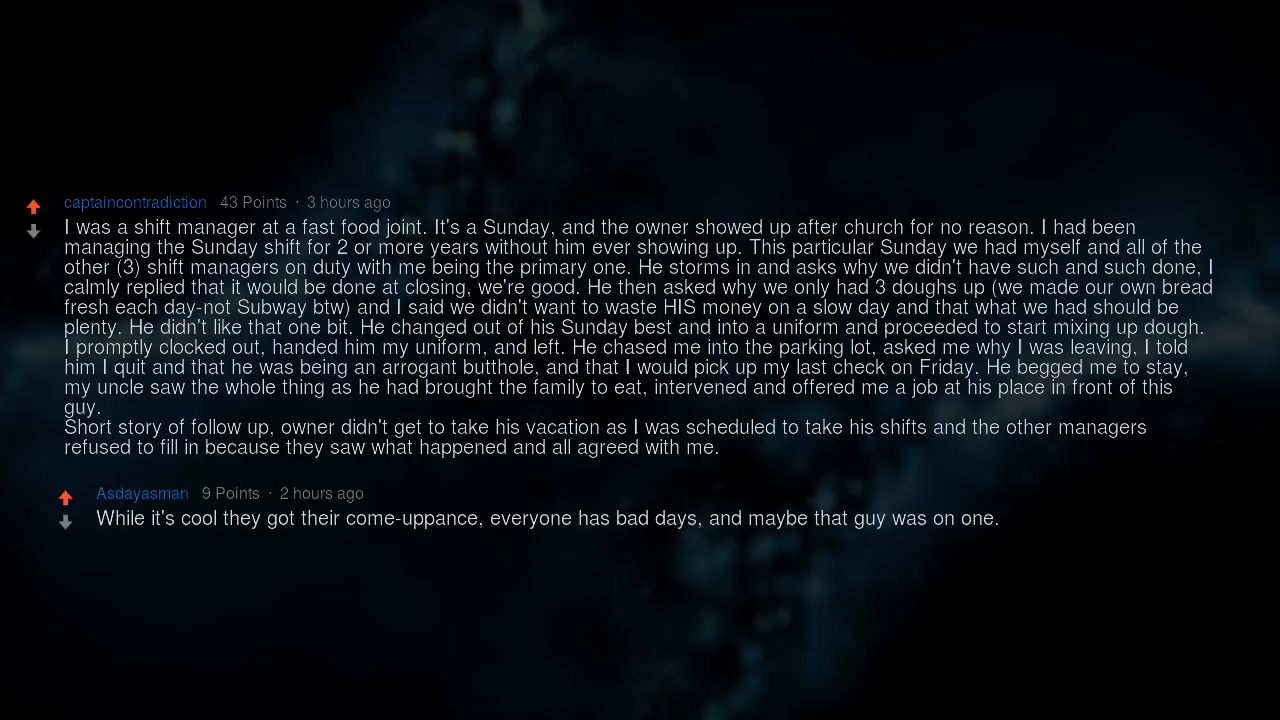 captaincontradiction 43 Points · 3 hours ago
I was a shift manager at a fast food joint. It's a Sunday, and the owner showed up after church for no reason. I had been
managing the Sunday shift for 2 or more years without him ever showing up. This particular Sunday we had myself and all of the
other (3) shift managers on duty with me being the primary one. He storms in and asks why we didn't have such and such done, I
calmly replied that it would be done at closing, we're good. He then asked why we only had 3 doughs up (we made our own bread
fresh each day-not Subway btw) and I said we didn't want to waste HIS money on a slow day and that what we had should be
plenty. He didn't like that one bit. He changed out of his Sunday best and into a uniform and proceeded to start mixing up dough.
I promptly clocked out, handed him my uniform, and left. He chased me into the parking lot, asked me why I was leaving, I told
him I quit and that he was being an arrogant butthole, and that I would pick up my last check on Friday. He begged me to stay,
my uncle saw the whole thing as he had brought the family to eat, intervened and offered me a job at his place in front of this
guy.
Short story of follow up, owner didn't get to take his vacation as I was scheduled to take his shifts and the other managers
refused to fill in because they saw what happened and all agreed with me.
Asdayasman 9 Points · 2 hours ago
While it's cool they got their come-uppance, everyone has bad days, and maybe that guy was on one.